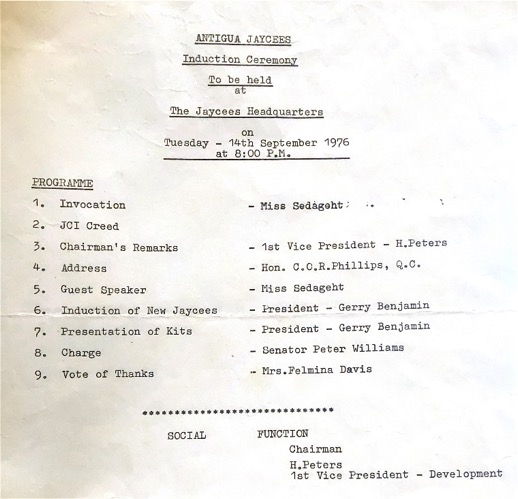 ANTIGUA JAYCEES
Induction Ceremony
To be held
at
The Jaycees Headquarters
on
Tuesday - 14th September 1976
at 8:00 P.M.
PROGRAMME
1. Invocation - Miss Sedaght
2. JCI Creed
3. Chairman's Remarks - 1st Vice President - H.Peters
4. Address - Hon. C.O.R.Phillips, Q.C.
5. Guest Speaker - Miss Sedaght
6. Induction of New Jaycees - President - Gerry Benjamin
7. Presentation of Kits - President - Gerry Benjamin
8. Charge - Senator Peter Williams
9. Vote of Thanks - Mrs.Felmina Davis
******************************
SOCIAL FUNCTION
Chairman
H.Peters
1st Vice President - Development